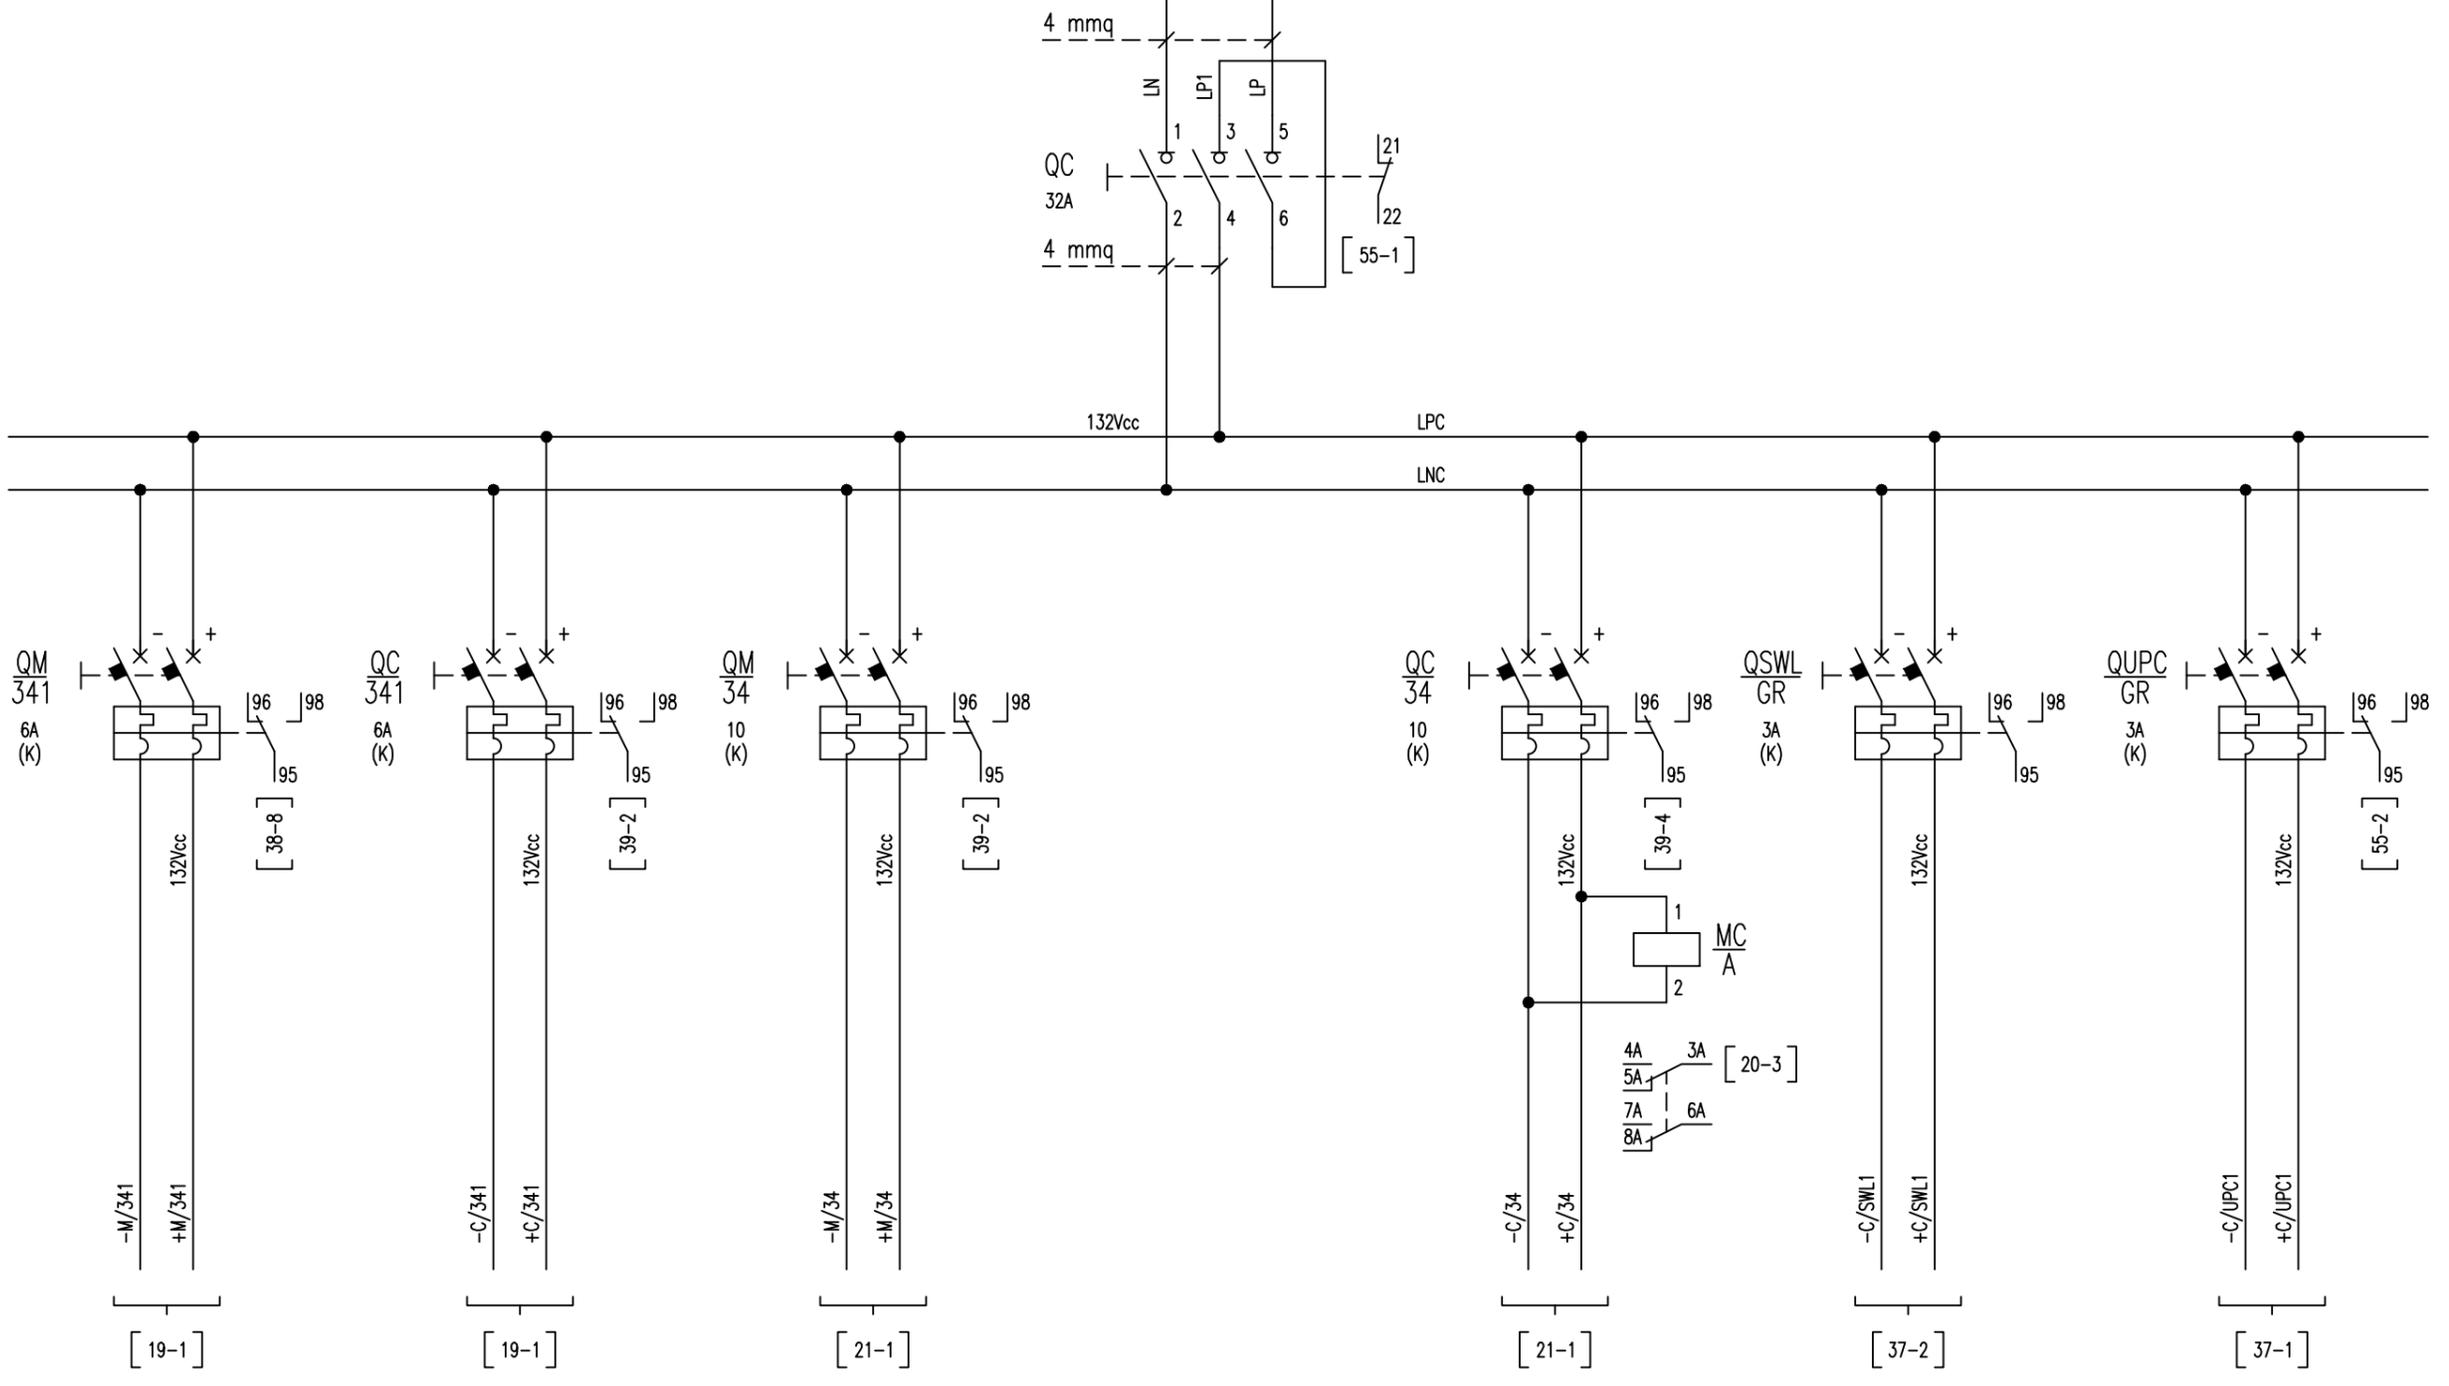 4 mmq
LN
LP1
LP
1
3
5
21
QC
32A
2
4
6
22
4 mmq
[55-1]
132Vcc
LPC
LNC
- +
- +
- +
- +
- +
- +
QM
341
6A
(K)
96
98
95
[38-8]
132Vcc
-M/341
+M/341
[19-1]
QC
341
6A
(K)
96
98
95
[39-2]
132Vcc
-C/341
+C/341
[19-1]
QM
34
10
(K)
96
98
95
[39-2]
132Vcc
-M/34
+M/34
[21-1]
QC
34
10
(K)
96
98
95
[39-4]
132Vcc
1
MC
A
2
4A
3A
[20-3]
5A
7A
6A
8A
-C/34
+C/34
[21-1]
QSWL
GR
3A
(K)
96
98
95
132Vcc
-C/SWL1
+C/SWL1
[37-2]
QUPC
GR
3A
(K)
96
98
95
[55-2]
132Vcc
-C/UPC1
+C/UPC1
[37-1]